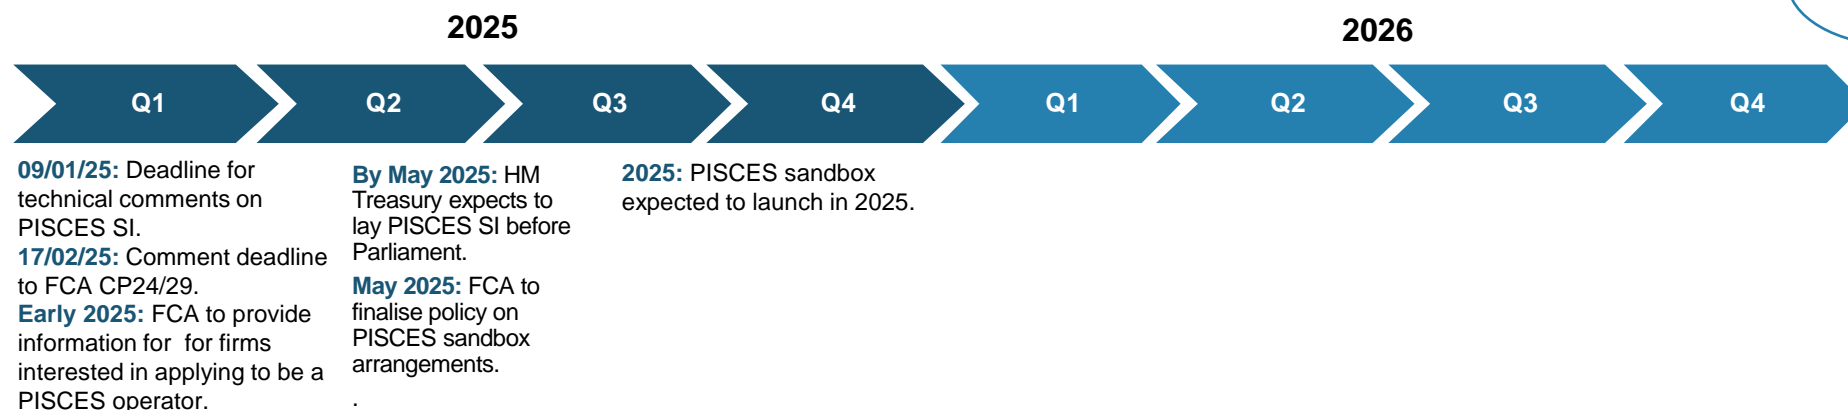 2025
2026
Q1
Q2
Q3
Q4
Q1
Q2
Q3
Q4
09/01/25: Deadline for
technical comments on
PISCES SI.
17/02/25: Comment deadline
to FCA CP24/29.
Early 2025: FCA to provide
information for  for firms
interested in applying to be a
PISCES operator.
By May 2025: HM
Treasury expects to
lay PISCES SI before
Parliament.
May 2025: FCA to
finalise policy on
PISCES sandbox
arrangements.
.
2025: PISCES sandbox
expected to launch in 2025.